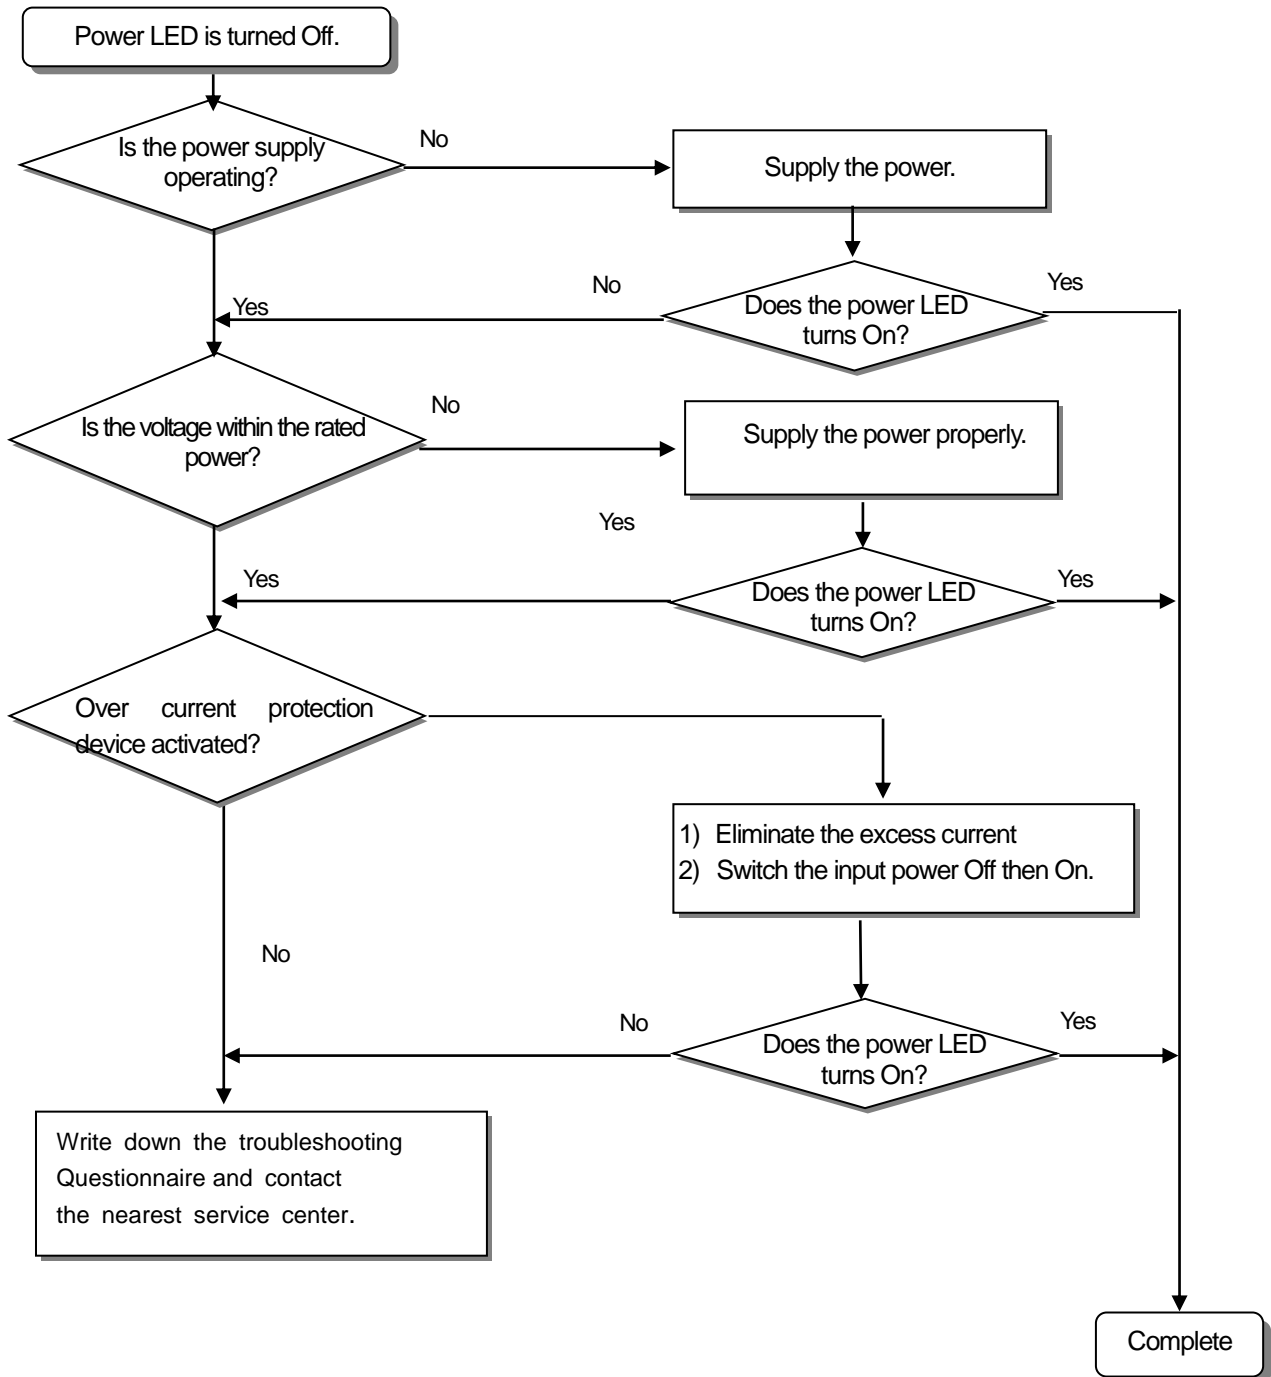 Power LED is turned Off.
Is the power supply
operating?
No
Supply the power.
Yes
No
Does the power LED
turns On?
Yes
Is the voltage within the rated
power?
No
Supply the power properly.
Yes
Yes
Does the power LED
turns On?
Yes
Over current protection
device activated?
1) Eliminate the excess current
2) Switch the input power Off then On.
No
No
Does the power LED
turns On?
Yes
Write down the troubleshooting
Questionnaire and contact
the nearest service center.
Complete